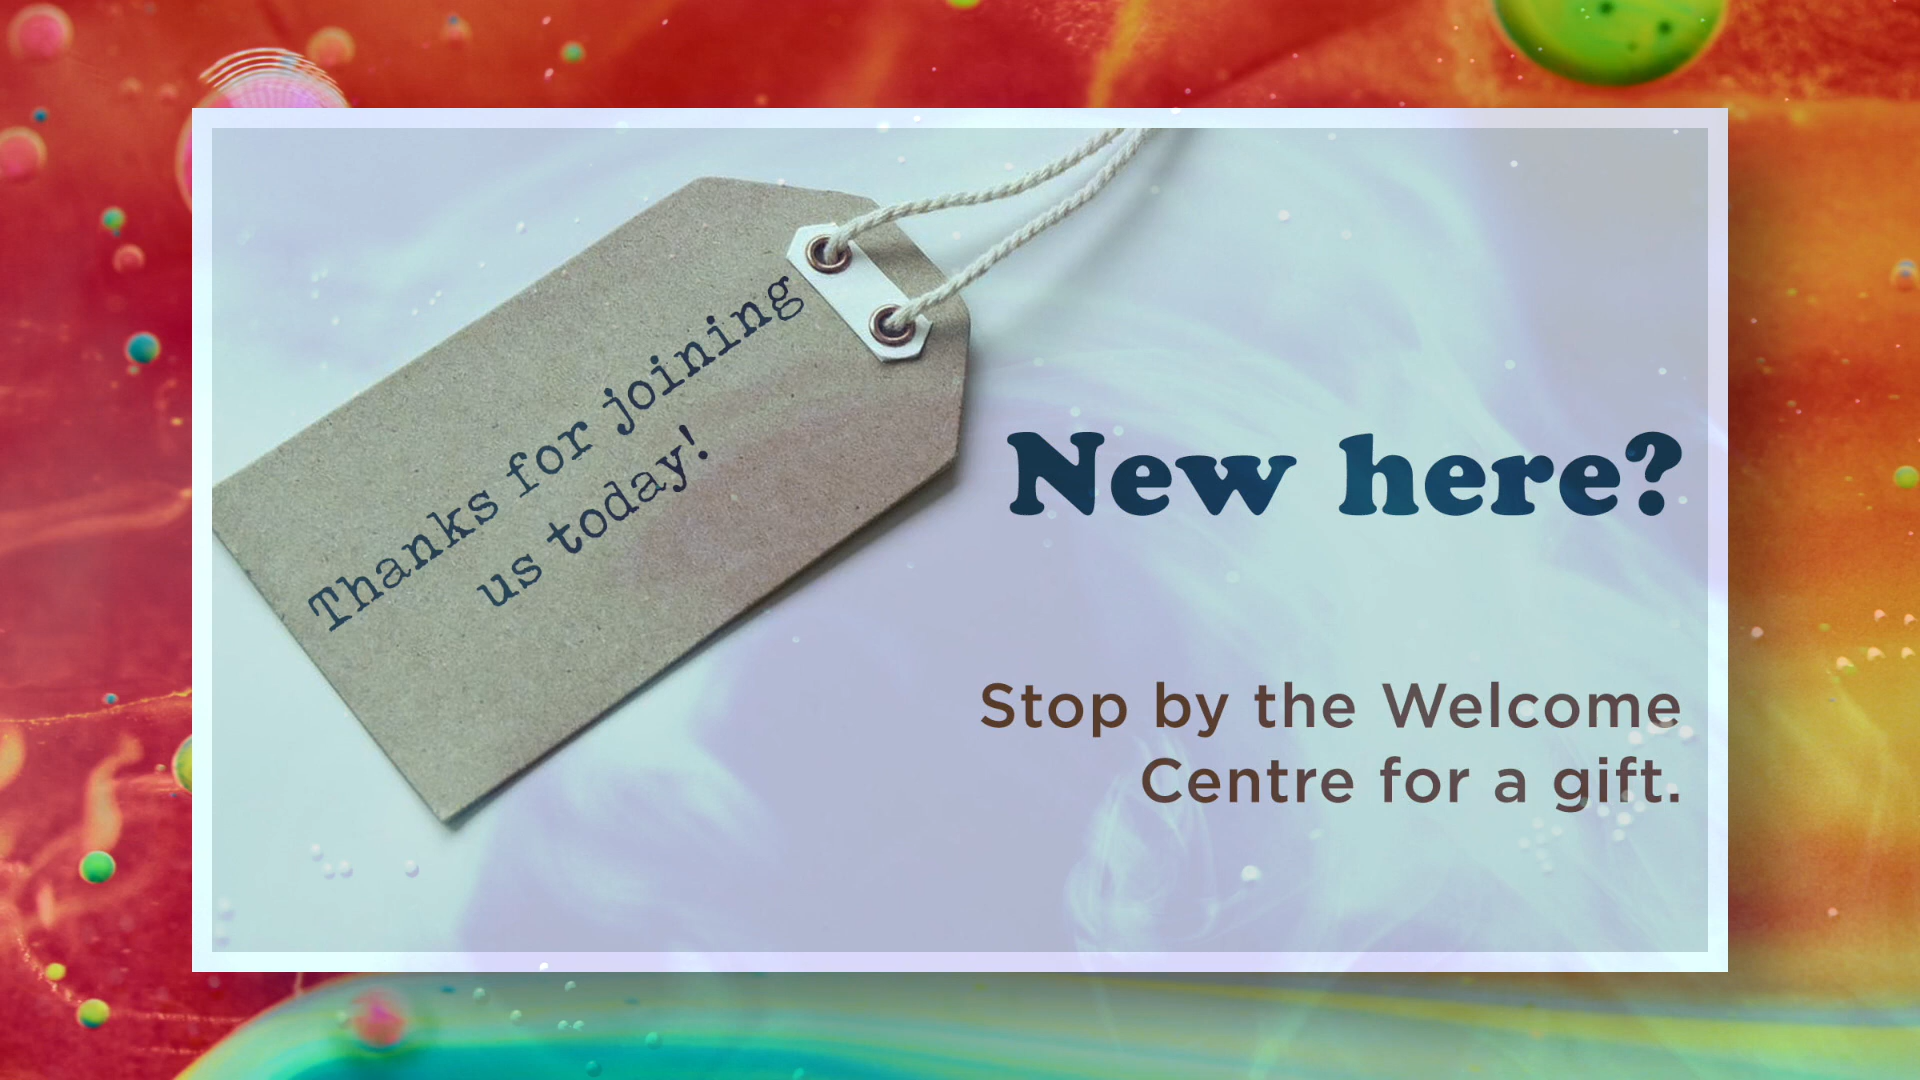 Thanks for joining
us today!
New here?
Stop by the Welcome
Centre for a gift.